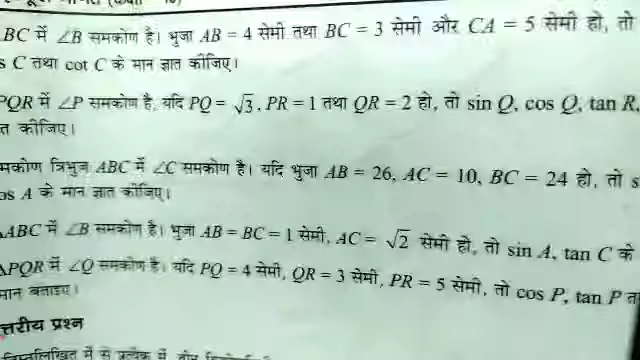 BC में ∠B समकोण है। भुजा AB = 4 सेमी तथा BC = 3 सेमी और CA = 5 सेमी हो, तो
s C तथा cot C के मान ज्ञात कीजिए।
PQR में ∠P समकोण है, यदि PQ = √3, PR = 1 तथा QR = 2 हो, तो sin Q, cos Q, tan R,
त कीजिए।
मकोण त्रिभुज ABC में ∠C समकोण है। यदि भुजा AB = 26, AC = 10, BC = 24 हो, तो s
os A के मान ज्ञात कीजिए।
ABC में ∠B समकोण है। भुजा AB = BC = 1 सेमी, AC = √2 सेमी हो, तो sin A, tan C के
△PQR में ∠Q समकोण है। यदि PQ = 4 सेमी, QR = 3 सेमी, PR = 5 सेमी, तो cos P, tan P त
मान बताइए।
त्तरीय प्रश्न
निम्नलिखित में से प्रत्येक में